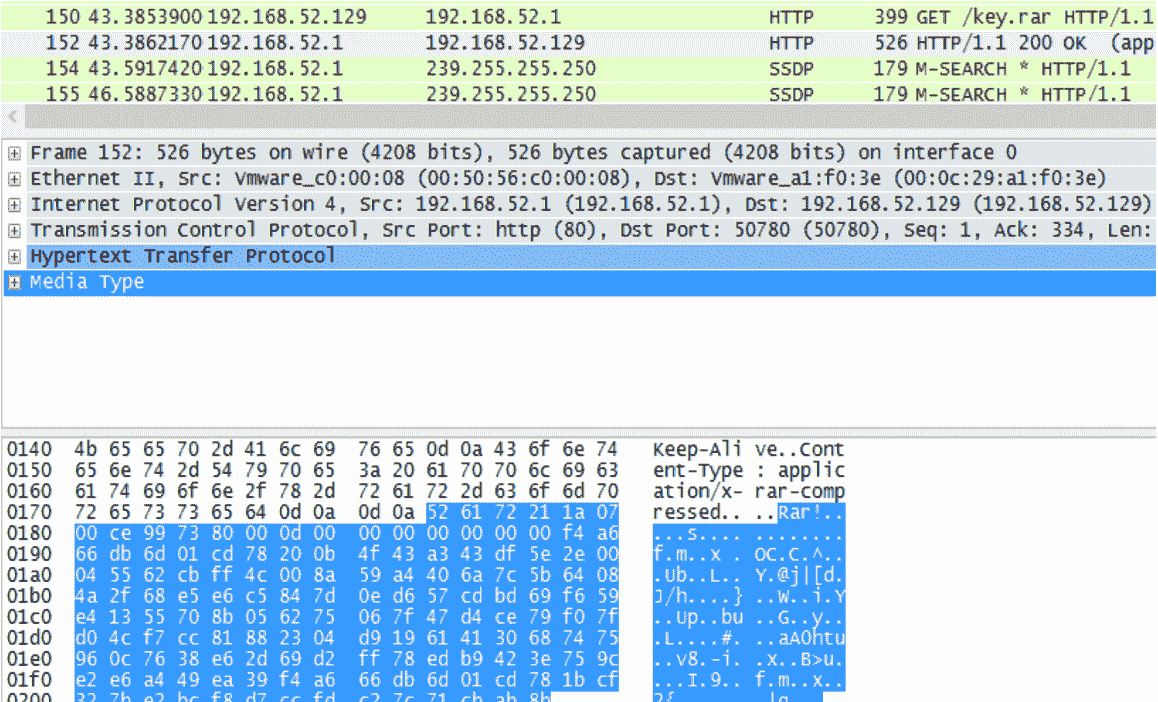 150 43.3853900 192.168.52.129 192.168.52.1 HTTP 399 GET /key.rar HTTP/1.1
152 43.3862170 192.168.52.1 192.168.52.129 HTTP 526 HTTP/1.1 200 OK (app
154 43.5917420 192.168.52.1 239.255.255.250 SSDP 179 M-SEARCH * HTTP/1.1
155 46.5887330 192.168.52.1 239.255.255.250 SSDP 179 M-SEARCH * HTTP/1.1
Frame 152: 526 bytes on wire (4208 bits), 526 bytes captured (4208 bits) on interface 0
Ethernet II, Src: Vmware_c0:00:08 (00:50:56:c0:00:08), Dst: Vmware_a1:f0:3e (00:0c:29:a1:f0:3e)
Internet Protocol Version 4, Src: 192.168.52.1 (192.168.52.1), Dst: 192.168.52.129 (192.168.52.129)
Transmission Control Protocol, Src Port: http (80), Dst Port: 50780 (50780), Seq: 1, Ack: 334, Len:
Hypertext Transfer Protocol
Media Type
0140 4b 65 65 70 2d 41 6c 69 76 65 0d 0a 43 6f 6e 74 Keep-Ali ve..Cont
0150 65 6e 74 2d 54 79 70 65 3a 20 61 70 70 6c 69 63 ent-Type : applic
0160 61 74 69 6f 6e 2f 78 2d 72 61 72 2d 63 6f 6d 70 ation/x- rar-comp
0170 72 65 73 73 65 64 0d 0a 0d 0a 52 61 72 21 1a 07 ressed.. ..Rar!..
0180 00 ce 99 73 80 00 0d 00 00 00 00 00 00 00 f4 a6 ...s.... ........
0190 66 db 6d 01 cd 78 20 0b 4f 43 a3 43 df 5e 2e 00 f.m..x . OC.C.^..
01a0 04 55 62 cb ff 4c 00 8a 59 a4 40 6a 7c 5b 64 08 .Ub..L.. Y.@j|[d.
01b0 4a 2f 68 e5 e6 c5 84 7d 0e d6 57 cd bd 69 f6 59 J/h....} ..W..i.Y
01c0 e4 13 55 70 8b 05 62 75 06 7f 47 d4 ce 79 f0 7f ..Up..bu ..G..y..
01d0 d0 4c f7 cc 81 88 23 04 d9 19 61 41 30 68 74 75 .L....#. ..aA0htu
01e0 96 0c 76 38 e6 2d 69 d2 ff 78 ed b9 42 3e 75 9c ..v8.-i. .x..B>u.
01f0 e2 e6 a4 49 ea 39 f4 a6 66 db 6d 01 cd 78 1b cf ...I.9.. f.m..x..
0200 32 7b e2 bc f8 d7 cc fd c2 7c 71 cb ab 8b 2{...... .|q...